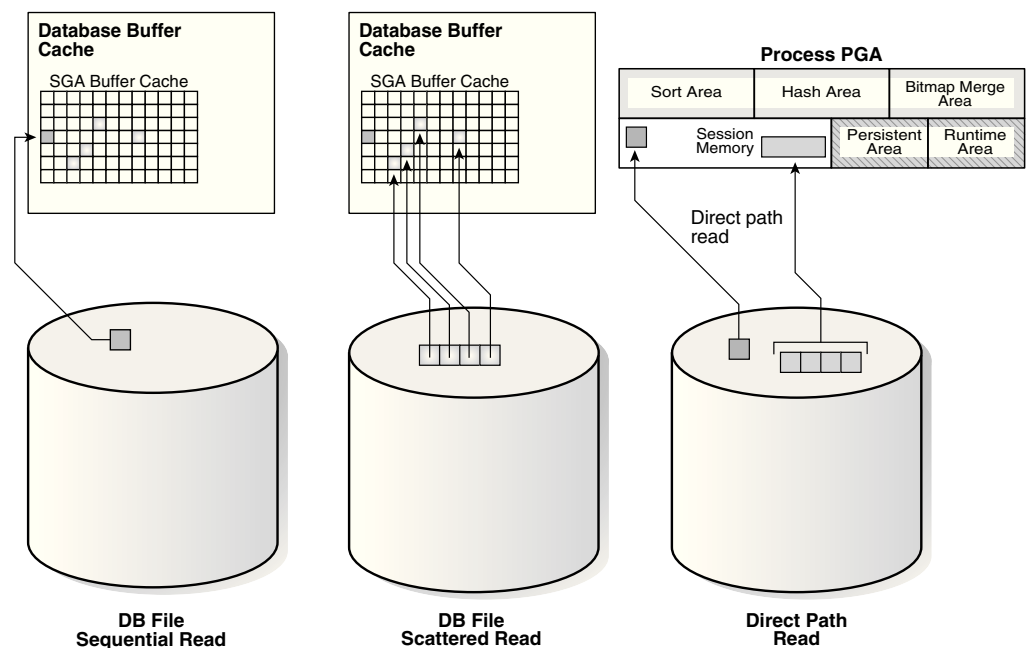 Database Buffer
Cache
SGA Buffer Cache
Database Buffer
Cache
SGA Buffer Cache
Process PGA
Sort Area
Hash Area
Bitmap Merge
Area
Session
Memory
Persistent
Area
Runtime
Area
Direct path
read
DB File
Sequential Read
DB File
Scattered Read
Direct Path
Read